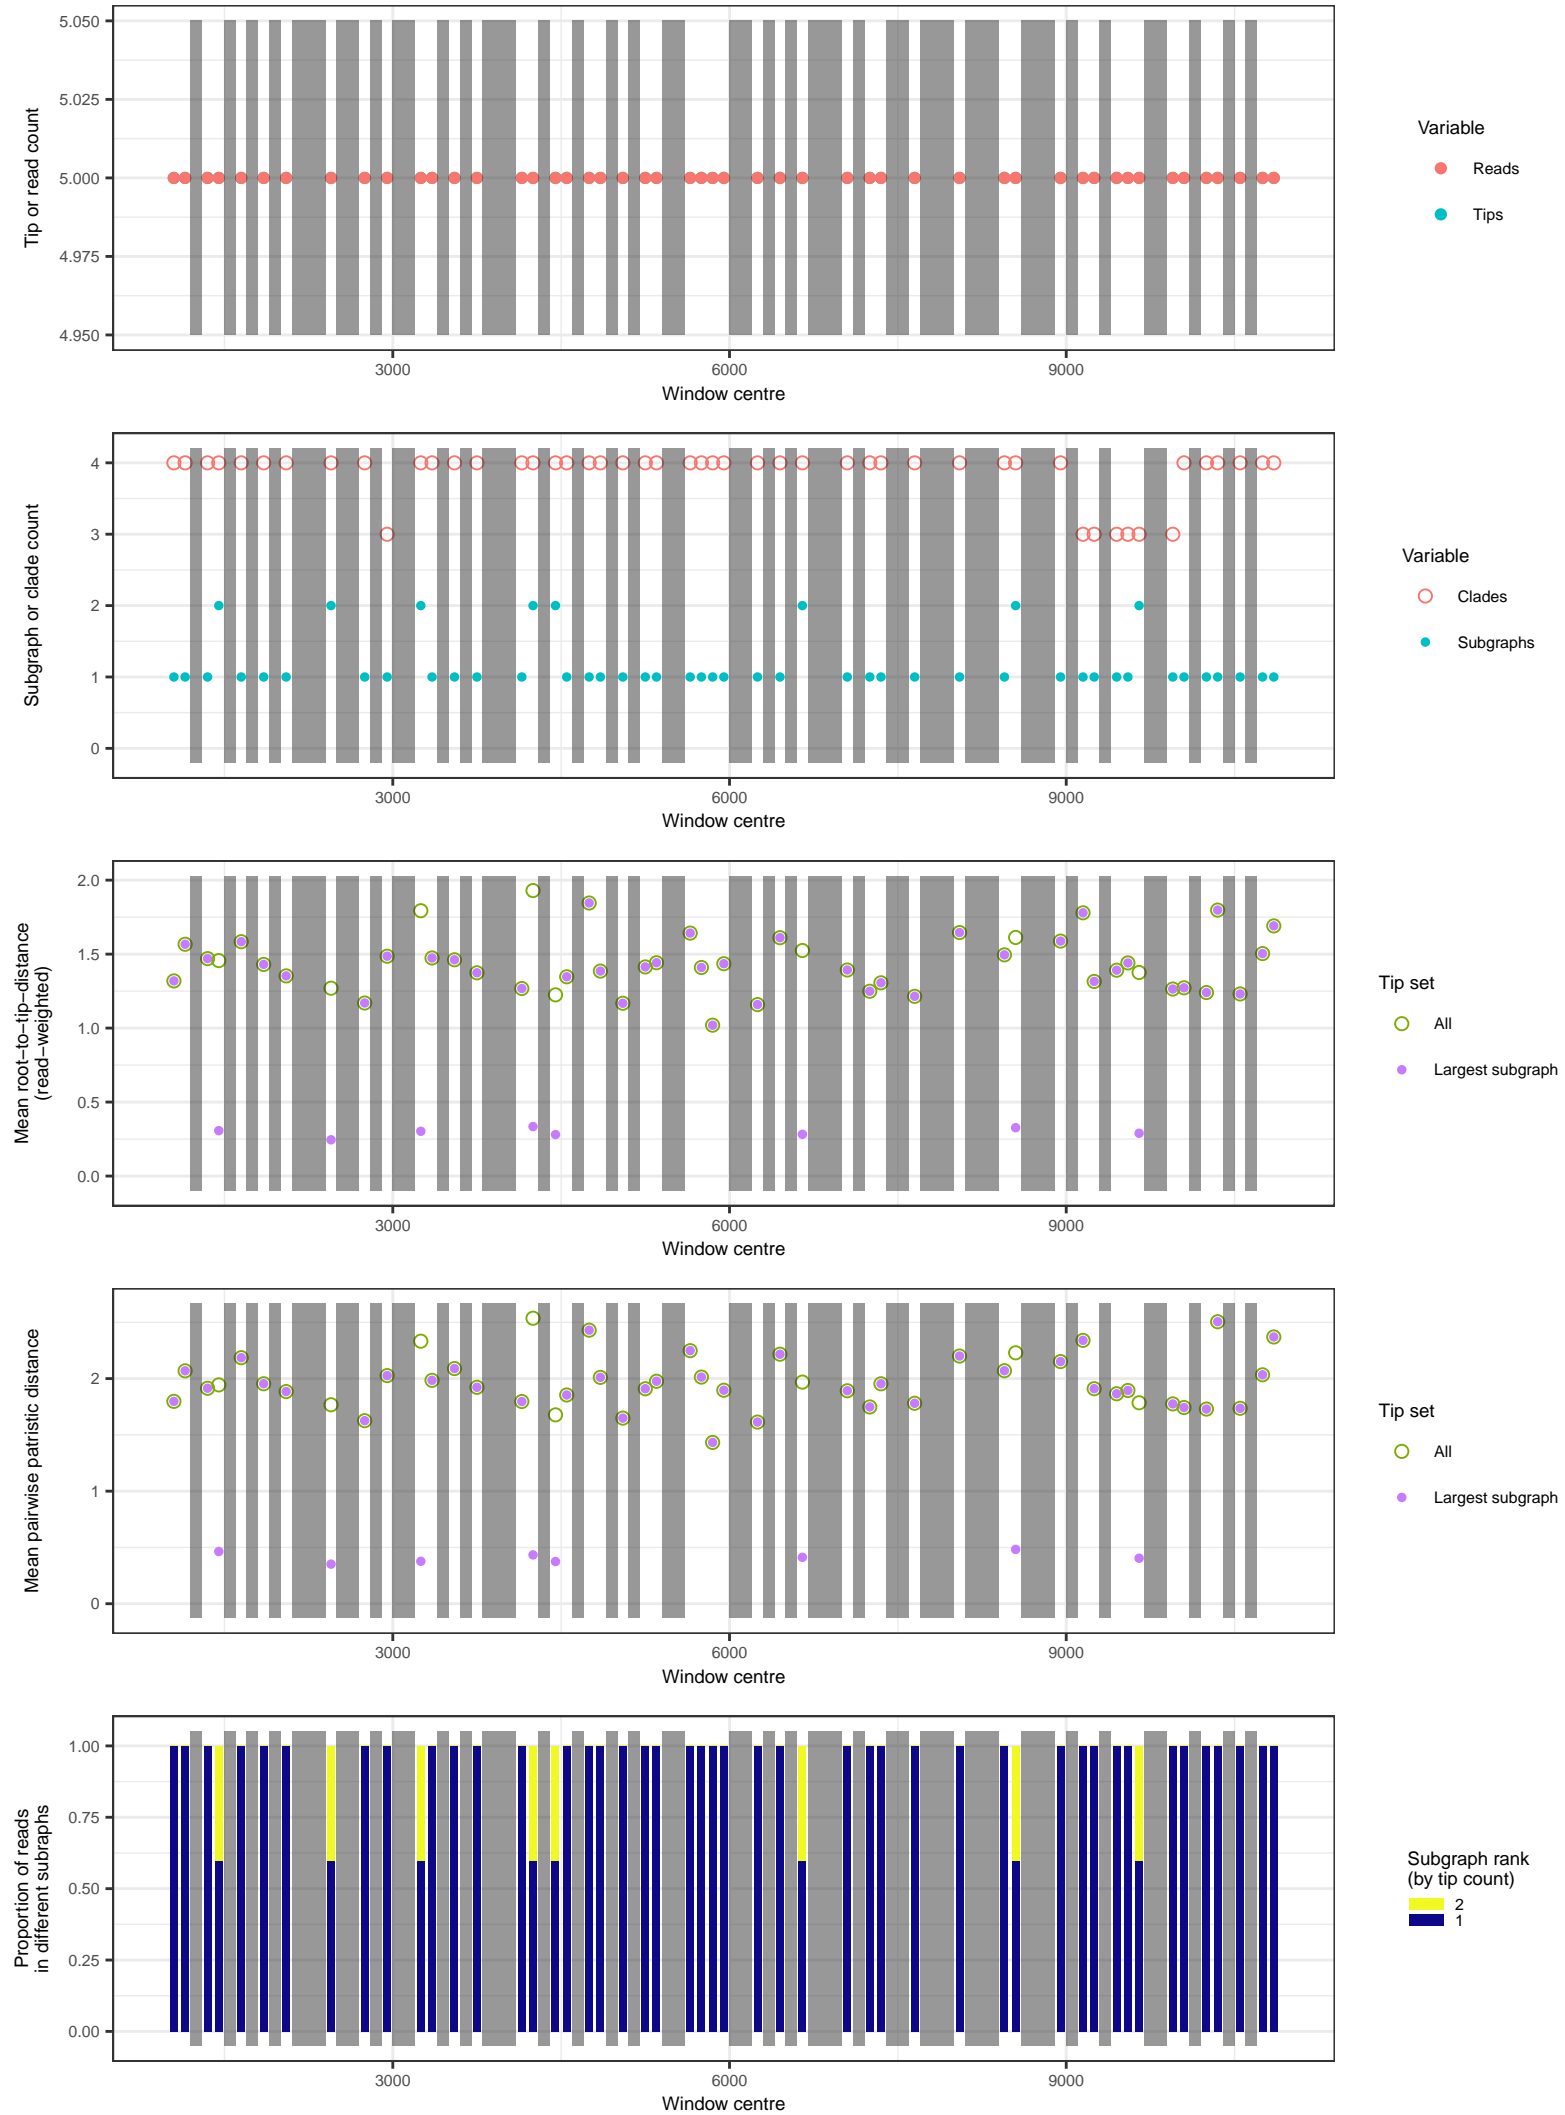 Tip or read count
5.050
5.025
5.000
4.975
4.950
3000
6000
9000
Window centre
Variable
Reads
Tips
Subgraph or clade count
4
3
2
1
0
3000
6000
9000
Window centre
Variable
Clades
Subgraphs
Mean root−to−tip−distance
(read−weighted)
2.0
1.5
1.0
0.5
0.0
3000
6000
9000
Window centre
Tip set
All
Largest subgraph
Mean pairwise patristic distance
2
1
0
3000
6000
9000
Window centre
Tip set
All
Largest subgraph
Proportion of reads
in different subraphs
1.00
0.75
0.50
0.25
0.00
3000
6000
9000
Window centre
Subgraph rank
(by tip count)
2
1